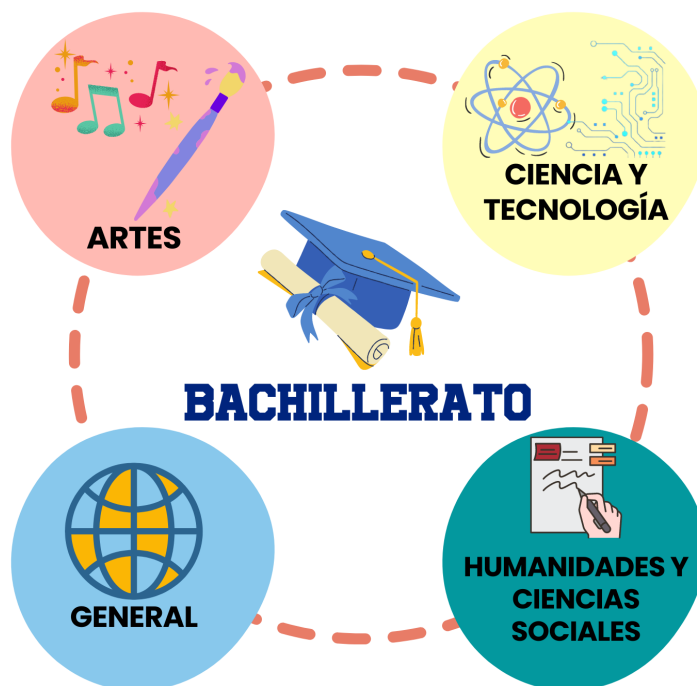 ARTES
CIENCIA Y
TECNOLOGÍA
BACHILLERATO
GENERAL
HUMANIDADES Y
CIENCIAS
SOCIALES